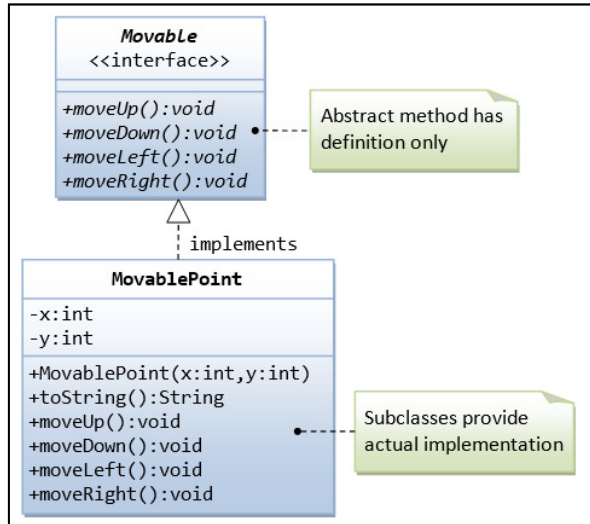 Movable
<<interface>>
+moveUp():void
+moveDown():void
+moveLeft():void
+moveRight():void
Abstract method has
definition only
implements
MovablePoint
-x:int
-y:int
+MovablePoint(x:int,y:int)
+toString():String
+moveUp():void
+moveDown():void
+moveLeft():void
+moveRight():void
Subclasses provide
actual implementation